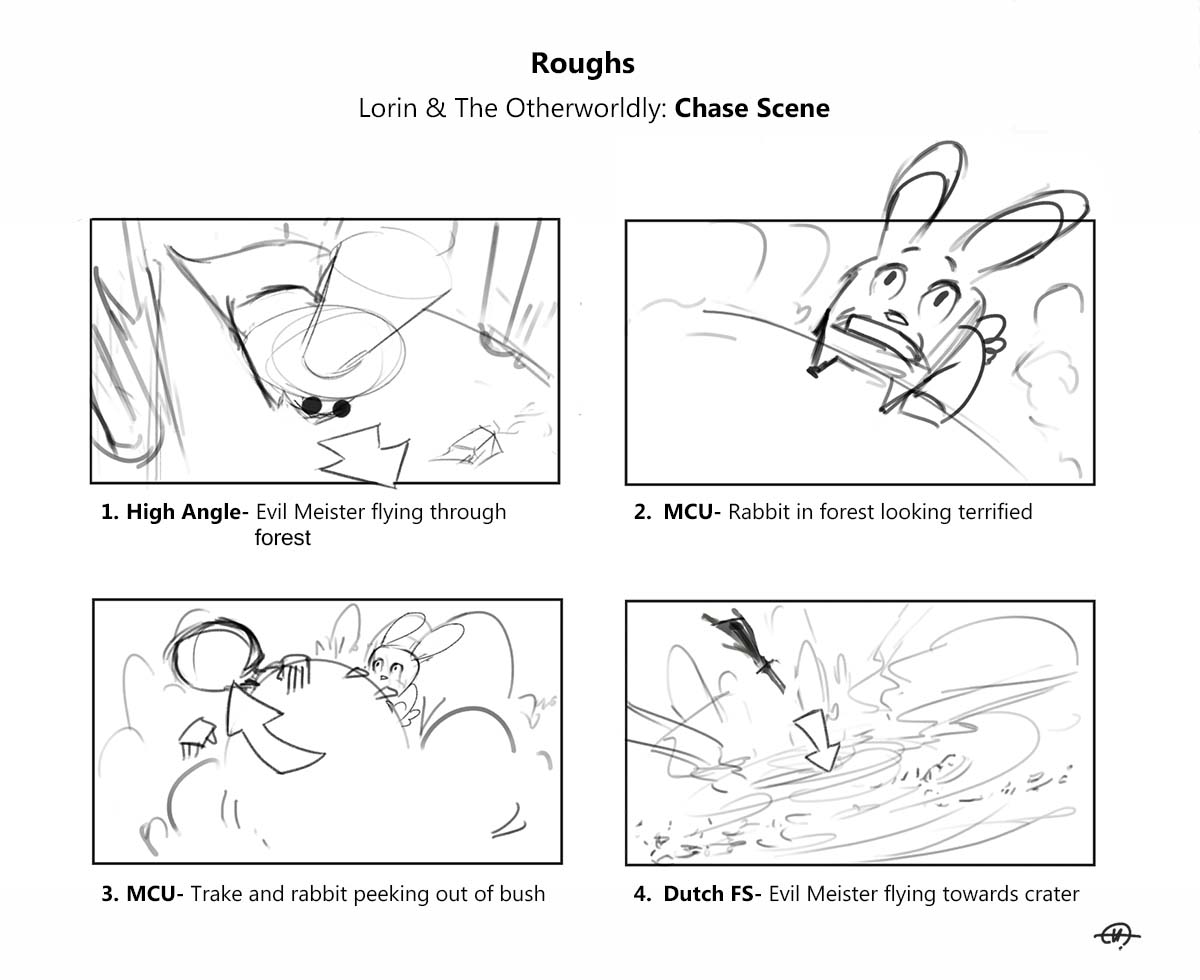 Roughs
Lorin & The Otherworldly: Chase Scene
1. High Angle- Evil Meister flying through
forest
2. MCU- Rabbit in forest looking terrified
3. MCU- Trake and rabbit peeking out of bush
4. Dutch FS- Evil Meister flying towards crater